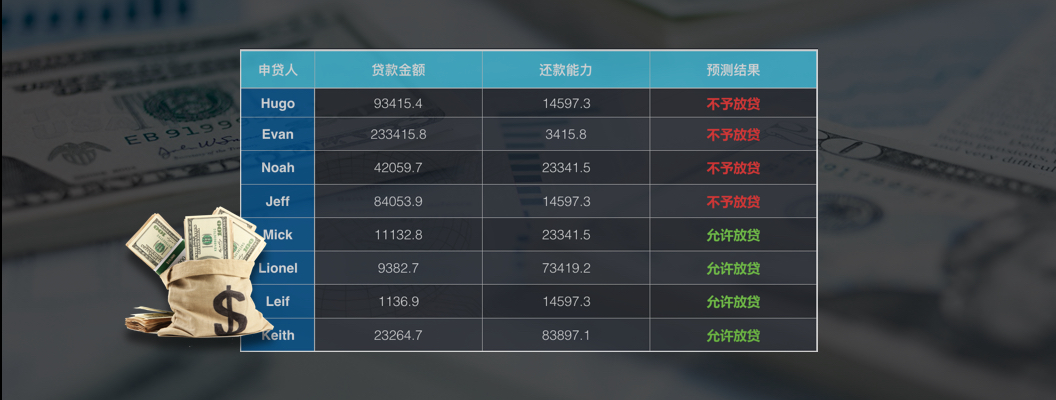 申贷人 贷款金额 还款能力 预测结果
Hugo 93415.4 14597.3 不予放贷
Evan 233415.8 3415.8 不予放贷
Noah 42059.7 23341.5 不予放贷
Jeff 84053.9 14597.3 不予放贷
Mick 11132.8 23341.5 允许放贷
Lionel 9382.7 73419.2 允许放贷
Leif 1136.9 14597.3 允许放贷
Keith 23264.7 83897.1 允许放贷
$